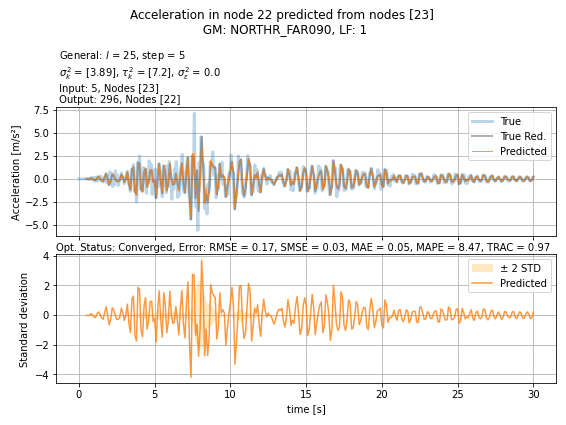 Acceleration in node 22 predicted from nodes [23]
GM: NORTHR_FAR090, LF: 1
General: l = 25, step = 5
σ²ₖ = [3.89], τ²ₖ = [7.2], σ²ₑ = 0.0
Input: 5, Nodes [23]
Output: 296, Nodes [22]
7.5
5.0
2.5
0.0
−2.5
−5.0
Acceleration [m/s²]
True
True Red.
Predicted
Opt. Status: Converged, Error: RMSE = 0.17, SMSE = 0.03, MAE = 0.05, MAPE = 8.47, TRAC = 0.97
4
2
0
−2
−4
Standard deviation
± 2 STD
Predicted
0
5
10
15
20
25
30
time [s]